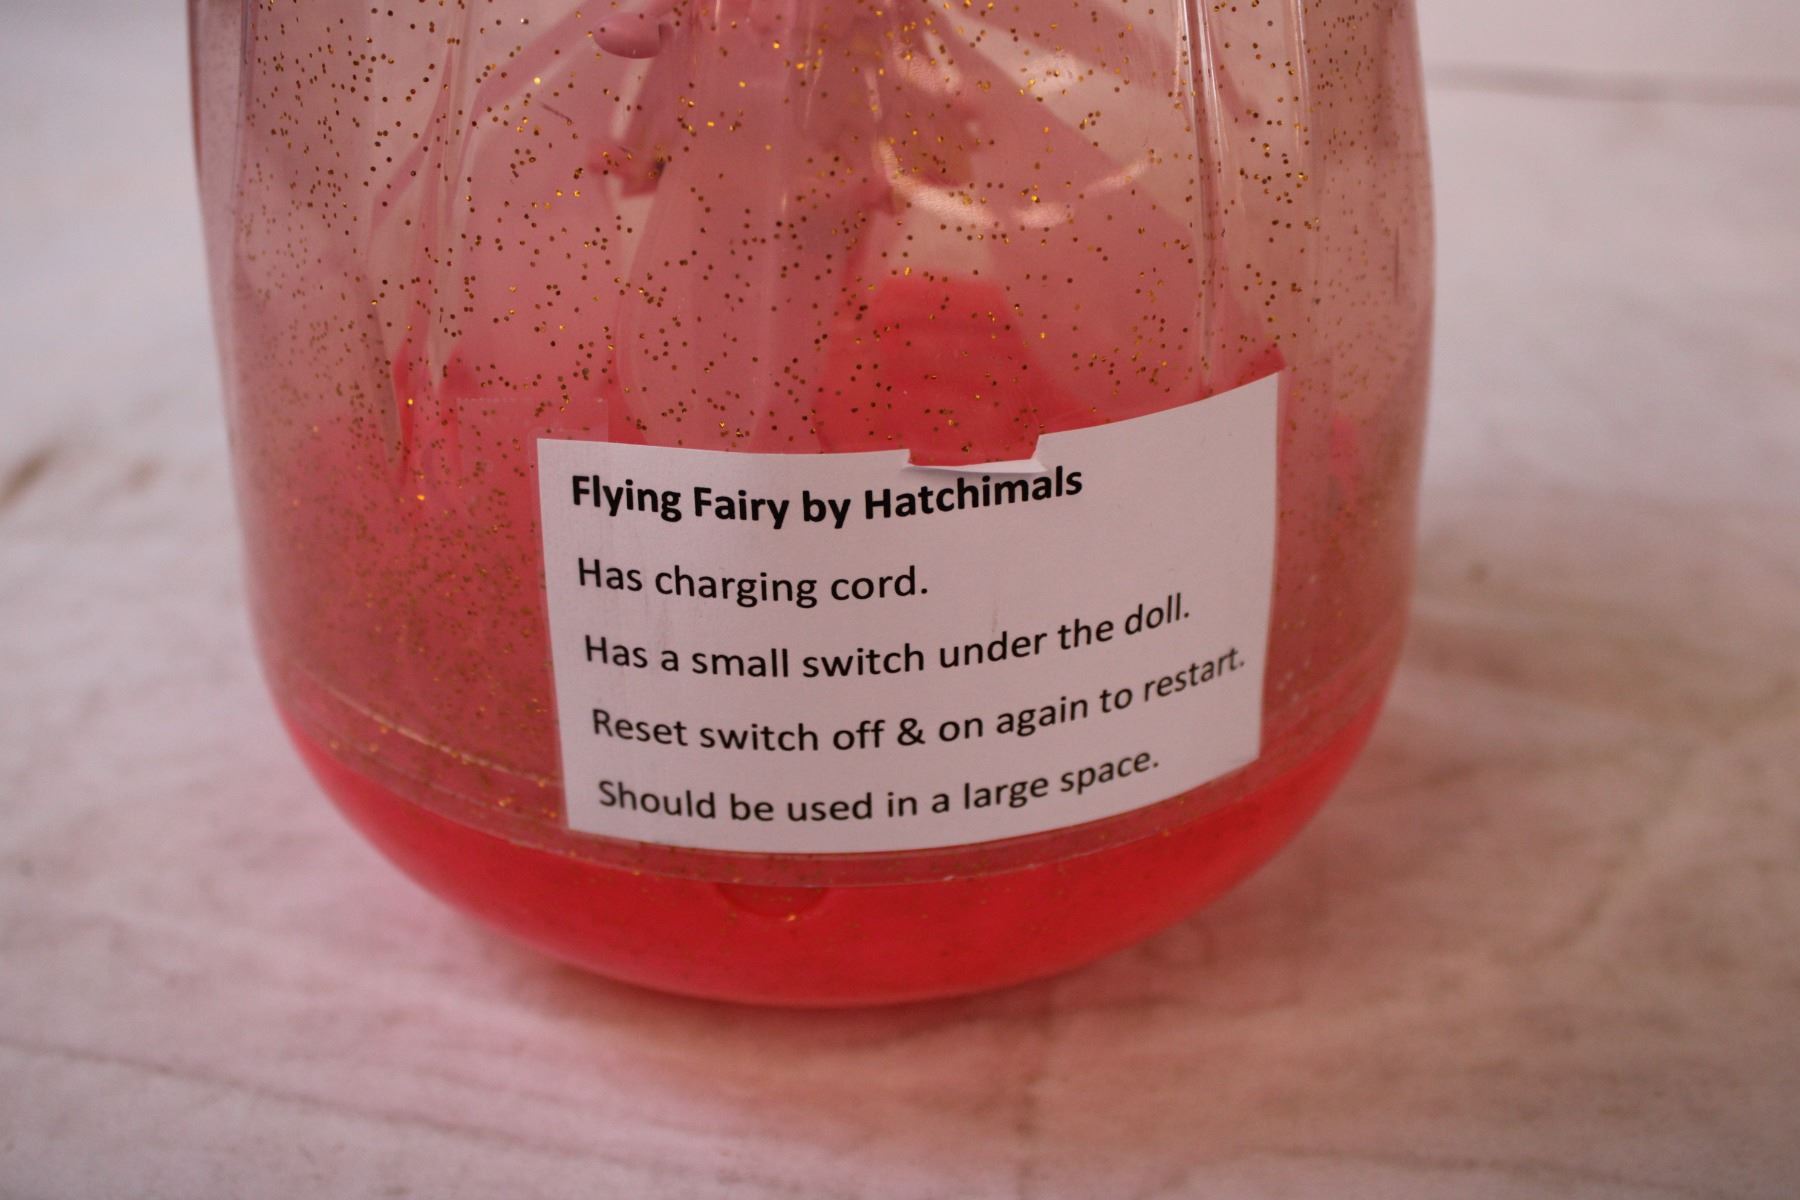 Flying Fairy by Hatchimals
Has charging cord.
Has a small switch under the doll.
Reset switch off & on again to restart.
Should be used in a large space.